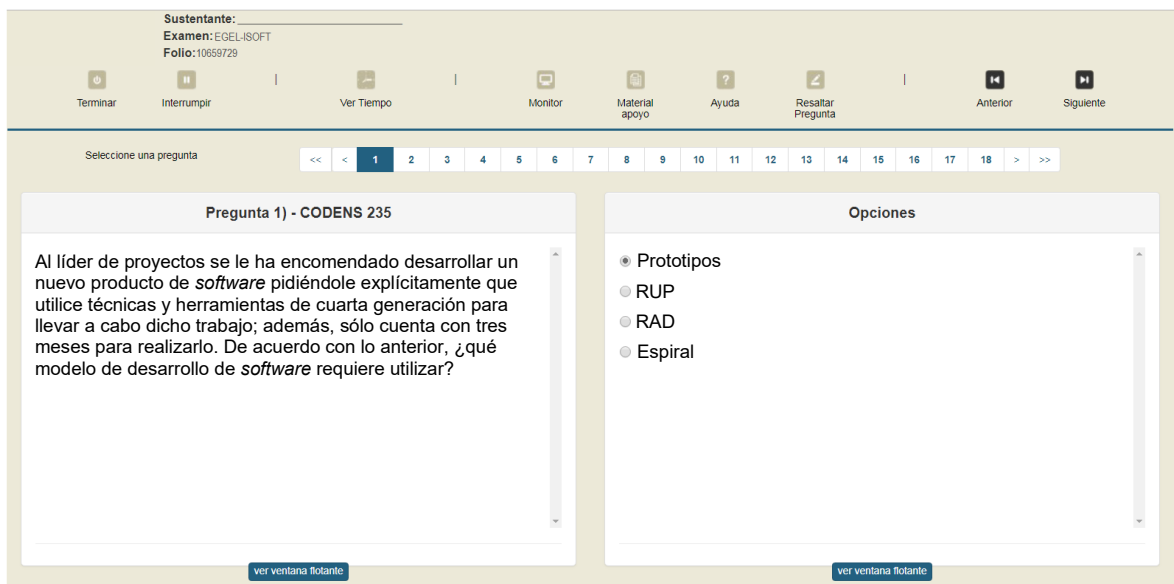 Sustentante:
Examen: EGEL-ISOFT
Folio: 10659729
Terminar Interrumpir | Ver Tiempo | Monitor Material apoyo Ayuda Resaltar Pregunta | Anterior Siguiente
Seleccione una pregunta << < 1 2 3 4 5 6 7 8 9 10 11 12 13 14 15 16 17 18 > >>
Pregunta 1) - CODENS 235
Al líder de proyectos se le ha encomendado desarrollar un
nuevo producto de software pidiéndole explícitamente que
utilice técnicas y herramientas de cuarta generación para
llevar a cabo dicho trabajo; además, sólo cuenta con tres
meses para realizarlo. De acuerdo con lo anterior, ¿qué
modelo de desarrollo de software requiere utilizar?
ver ventana flotante
Opciones
Prototipos
RUP
RAD
Espiral
ver ventana flotante